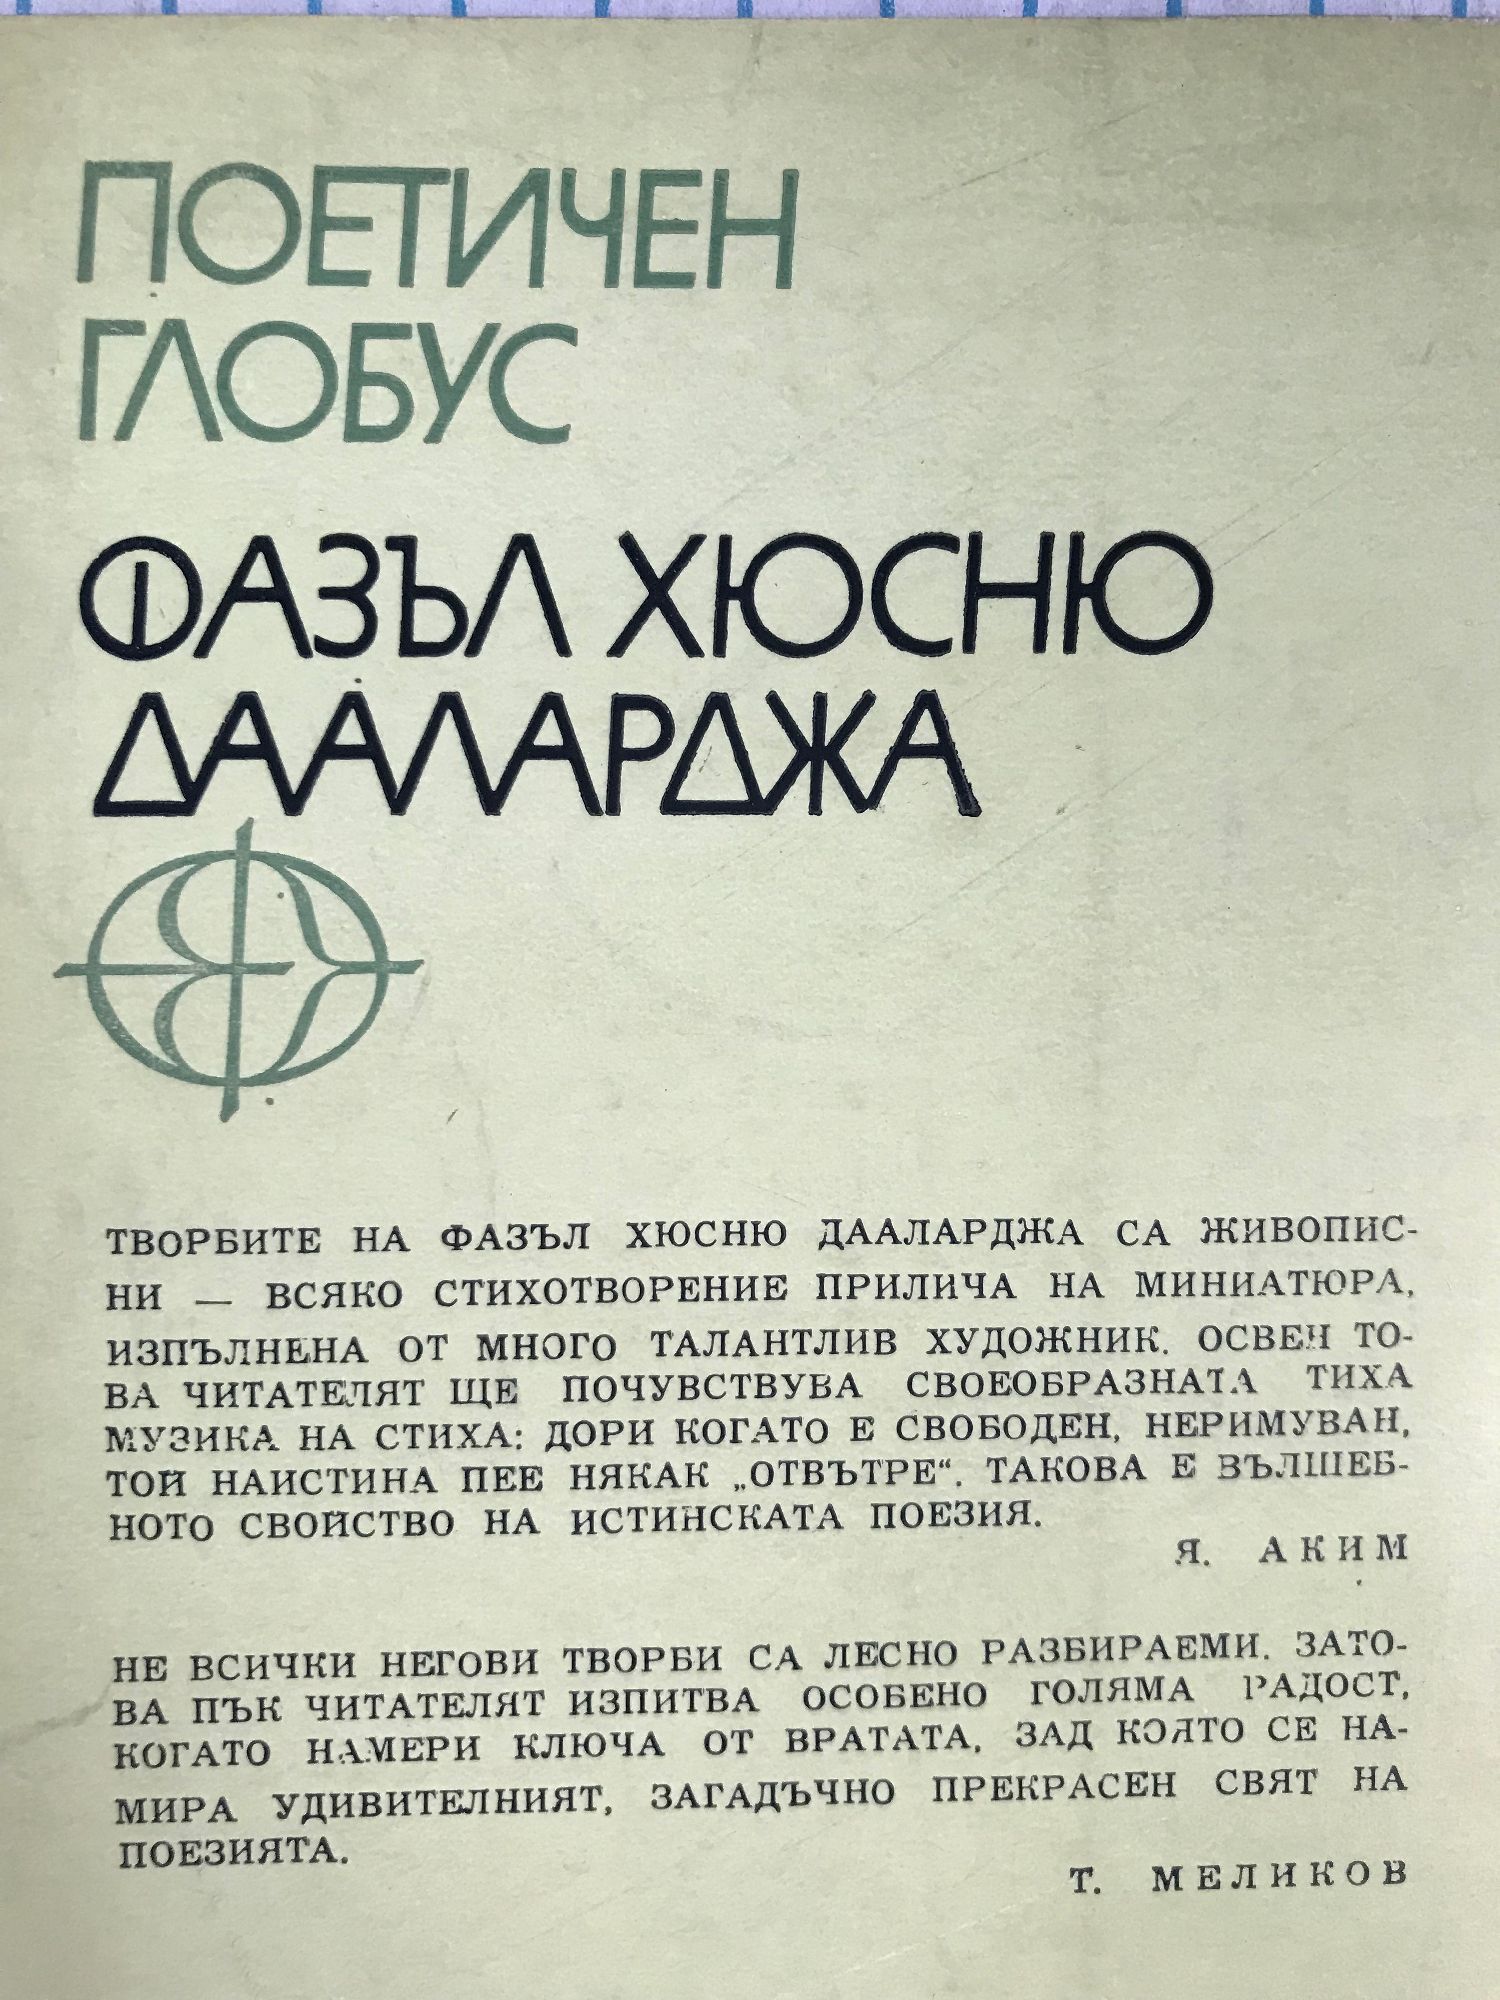 ПОЕТИЧЕН
ГЛОБУС
ФАЗЪЛ ХЮСНЮ
ДААЛАРДЖА
ТВОРБИТЕ НА ФАЗЪЛ ХЮСНЮ ДААЛАРДЖА СА ЖИВОПИС-
НИ — ВСЯКО СТИХОТВОРЕНИЕ ПРИЛИЧА НА МИНИАТЮРА,
ИЗПЪЛНЕНА ОТ МНОГО ТАЛАНТЛИВ ХУДОЖНИК. ОСВЕН ТО-
ВА ЧИТАТЕЛЯТ ЩЕ ПОЧУВСТВУВА СВОЕОБРАЗНАТА ТИХА
МУЗИКА НА СТИХА: ДОРИ КОГАТО Е СВОБОДЕН, НЕРИМУВАН,
ТОЙ НАИСТИНА ПЕЕ НЯКАК „ОТВЪТРЕ“. ТАКОВА Е ВЪЛШЕБ-
НОТО СВОЙСТВО НА ИСТИНСКАТА ПОЕЗИЯ.
Я. АКИМ
НЕ ВСИЧКИ НЕГОВИ ТВОРБИ СА ЛЕСНО РАЗБИРАЕМИ. ЗАТО-
ВА ПЪК ЧИТАТЕЛЯТ ИЗПИТВА ОСОБЕНО ГОЛЯМА РАДОСТ,
КОГАТО НАМЕРИ КЛЮЧА ОТ ВРАТАТА, ЗАД КОЯТО СЕ НА-
МИРА УДИВИТЕЛНИЯТ, ЗАГАДЪЧНО ПРЕКРАСЕН СВЯТ НА
ПОЕЗИЯТА.
Т. МЕЛИКОВ